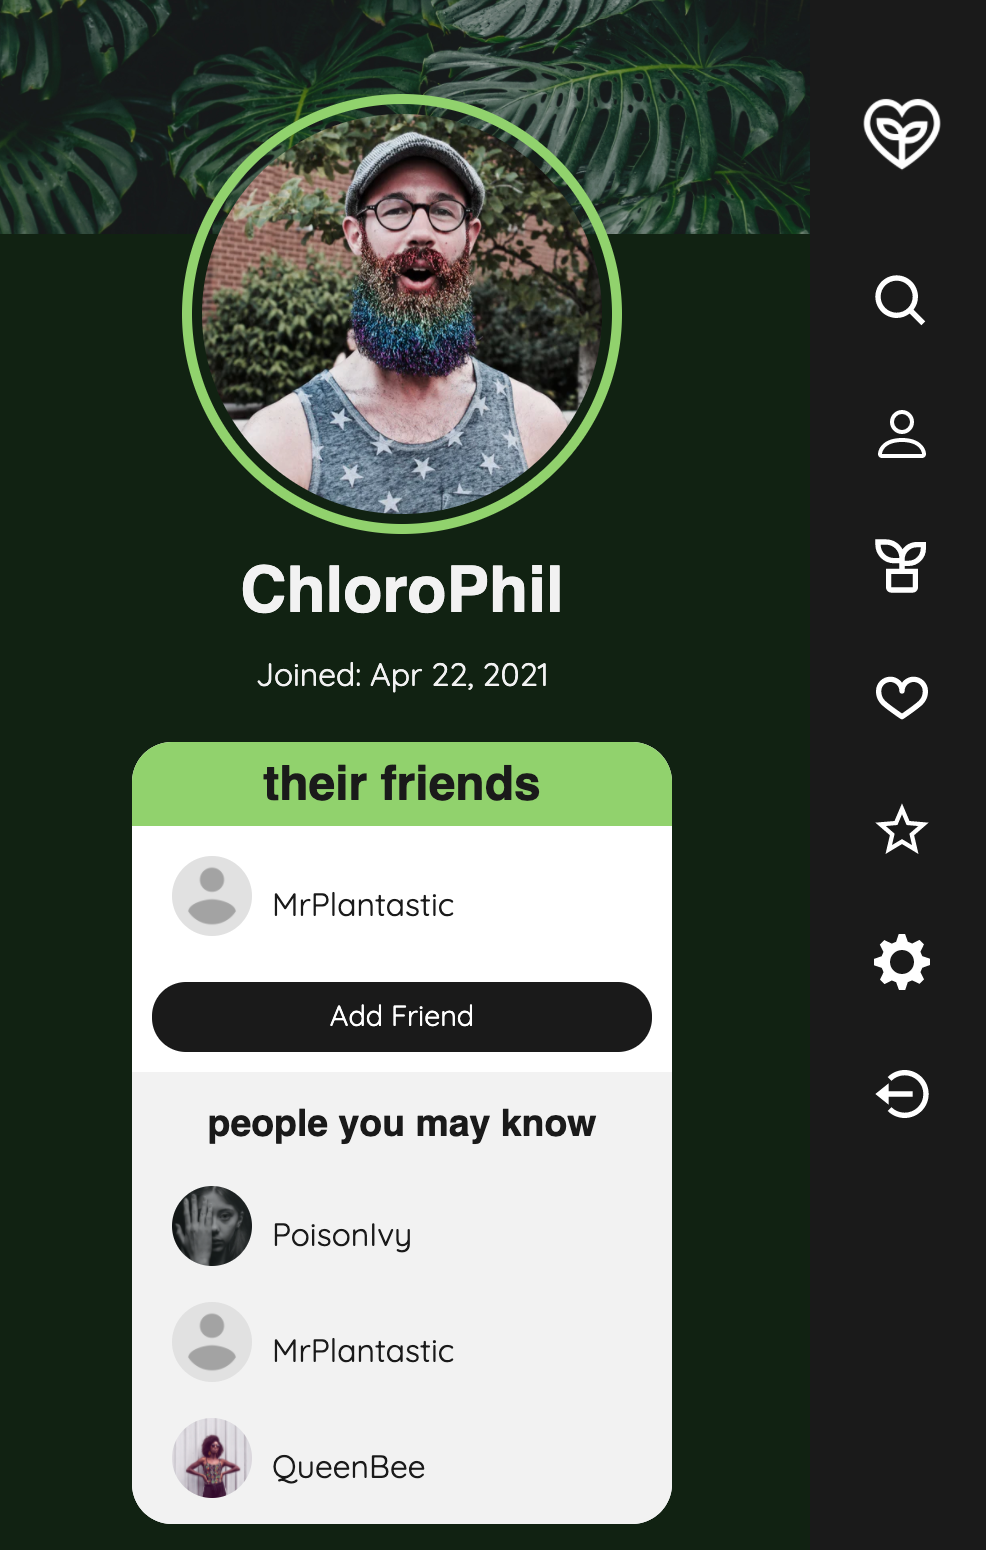 ChloroPhil
Joined: Apr 22, 2021
their friends
MrPlantastic
Add Friend
people you may know
PoisonIvy
MrPlantastic
QueenBee